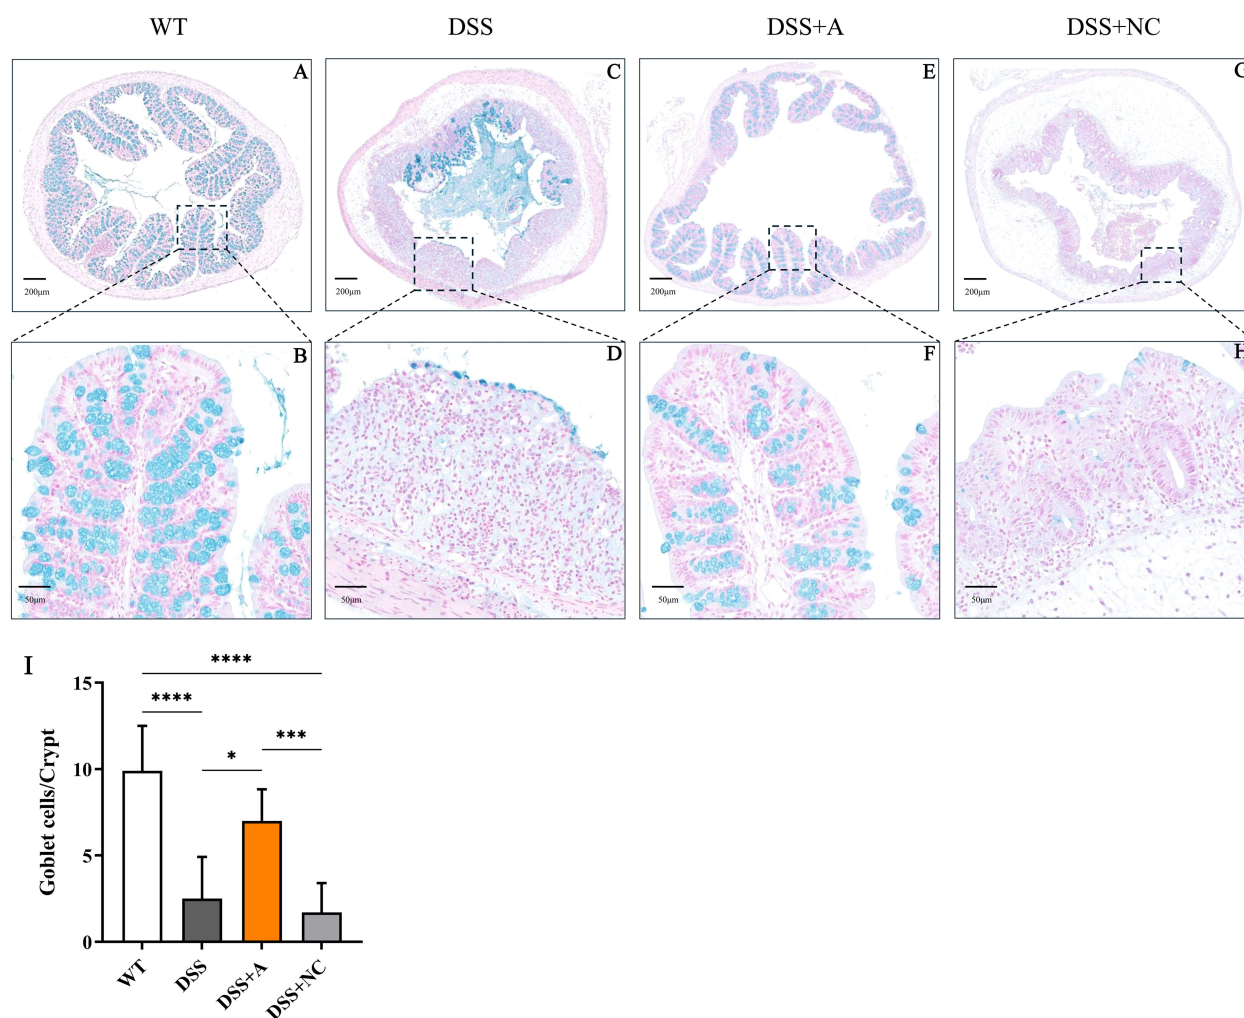 WT DSS DSS+A DSS+NC
A C E G
200μm 200μm 200μm 200μm
B D F H
50μm 50μm 50μm 50μm
I
****
****
***
*
15
10
5
0
Goblet cells/Crypt
WT DSS DSS+A DSS+NC